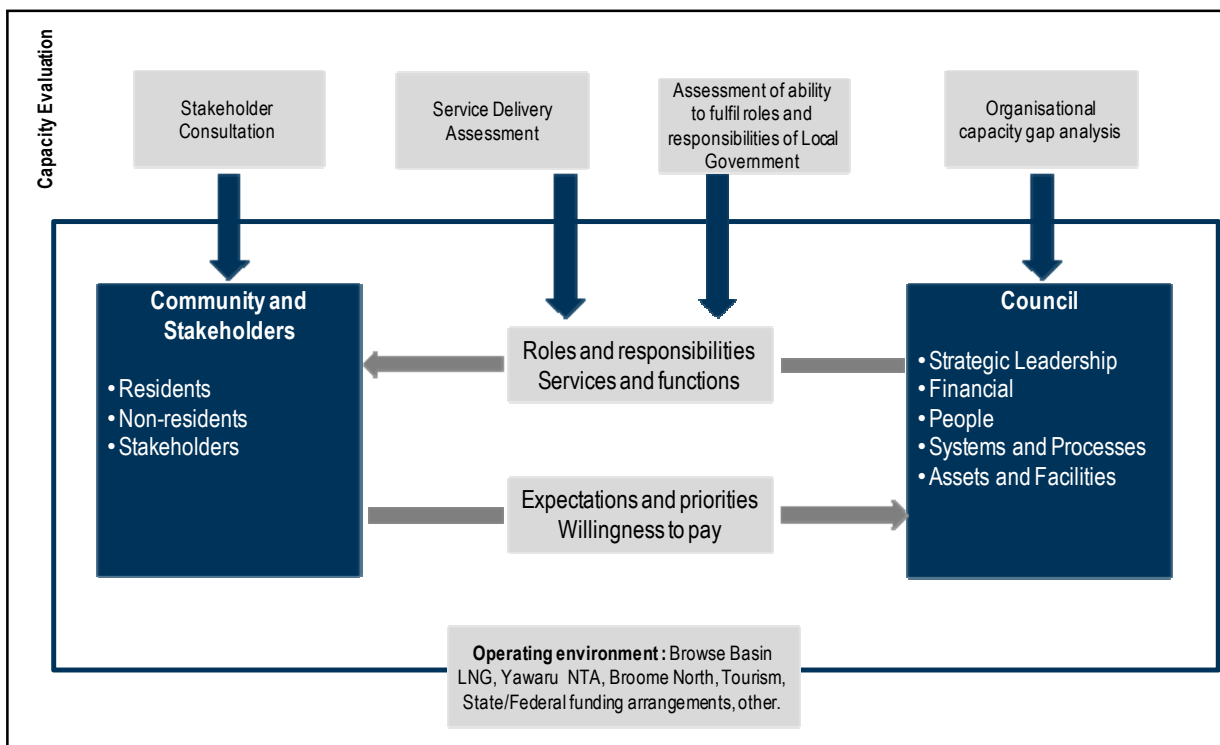 Capacity Evaluation
Stakeholder
Consultation
Service Delivery
Assessment
Assessment of ability
to fulfil roles and
responsibilities of Local
Government
Organisational
capacity gap analysis
Community and
Stakeholders
• Residents
• Non-residents
• Stakeholders
Roles and responsibilities
Services and functions
Expectations and priorities
Willingness to pay
Council
• Strategic Leadership
• Financial
• People
• Systems and Processes
• Assets and Facilities
Operating environment : Browse Basin
LNG, Yawaru NTA, Broome North, Tourism,
State/Federal funding arrangements, other.